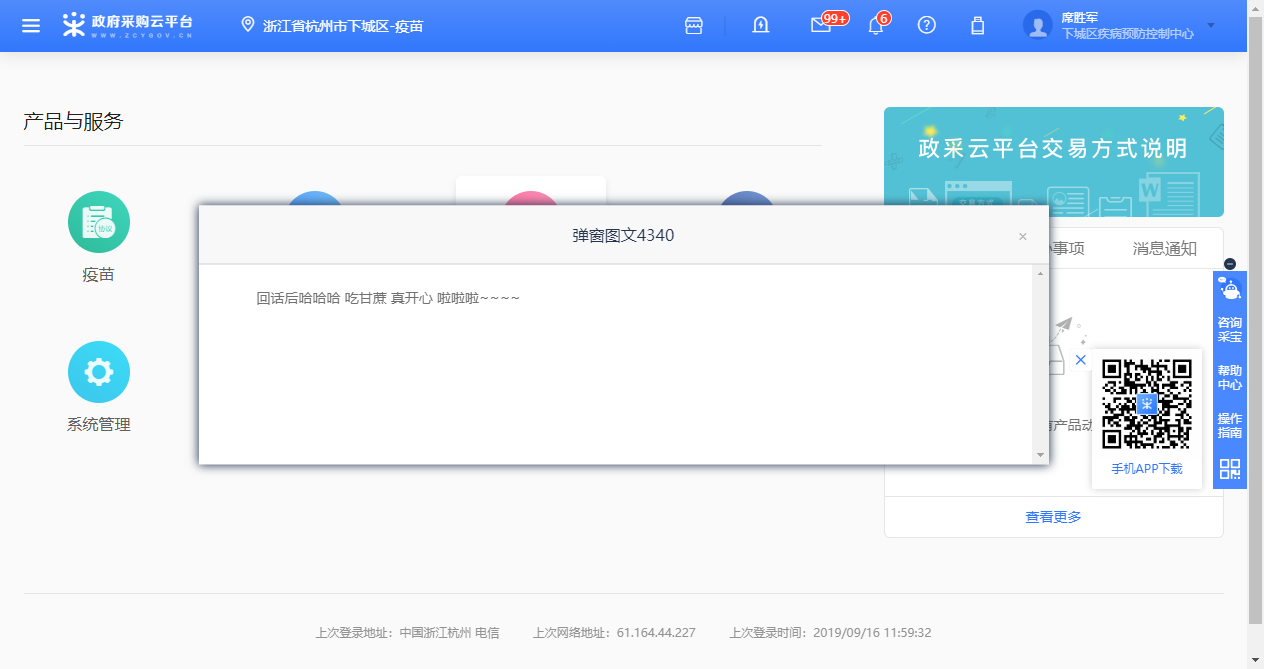 政府采购云平台
WWW.ZCYGOV.CN
浙江省杭州市下城区-疫苗
99+
6
席胜军
下城区疾病预防控制中心
产品与服务
政采云平台交易方式说明
交易方式
W
弹窗图文4340
×
回话后哈哈哈 吃甘蔗 真开心 啦啦啦~~~~
协议
疫苗
系统管理
事项
消息通知
咨询
采宝
帮助
中心
操作
指南
产品动
手机APP下载
查看更多
上次登录地址：中国浙江杭州 电信
上次网络地址：61.164.44.227
上次登录时间：2019/09/16 11:59:32